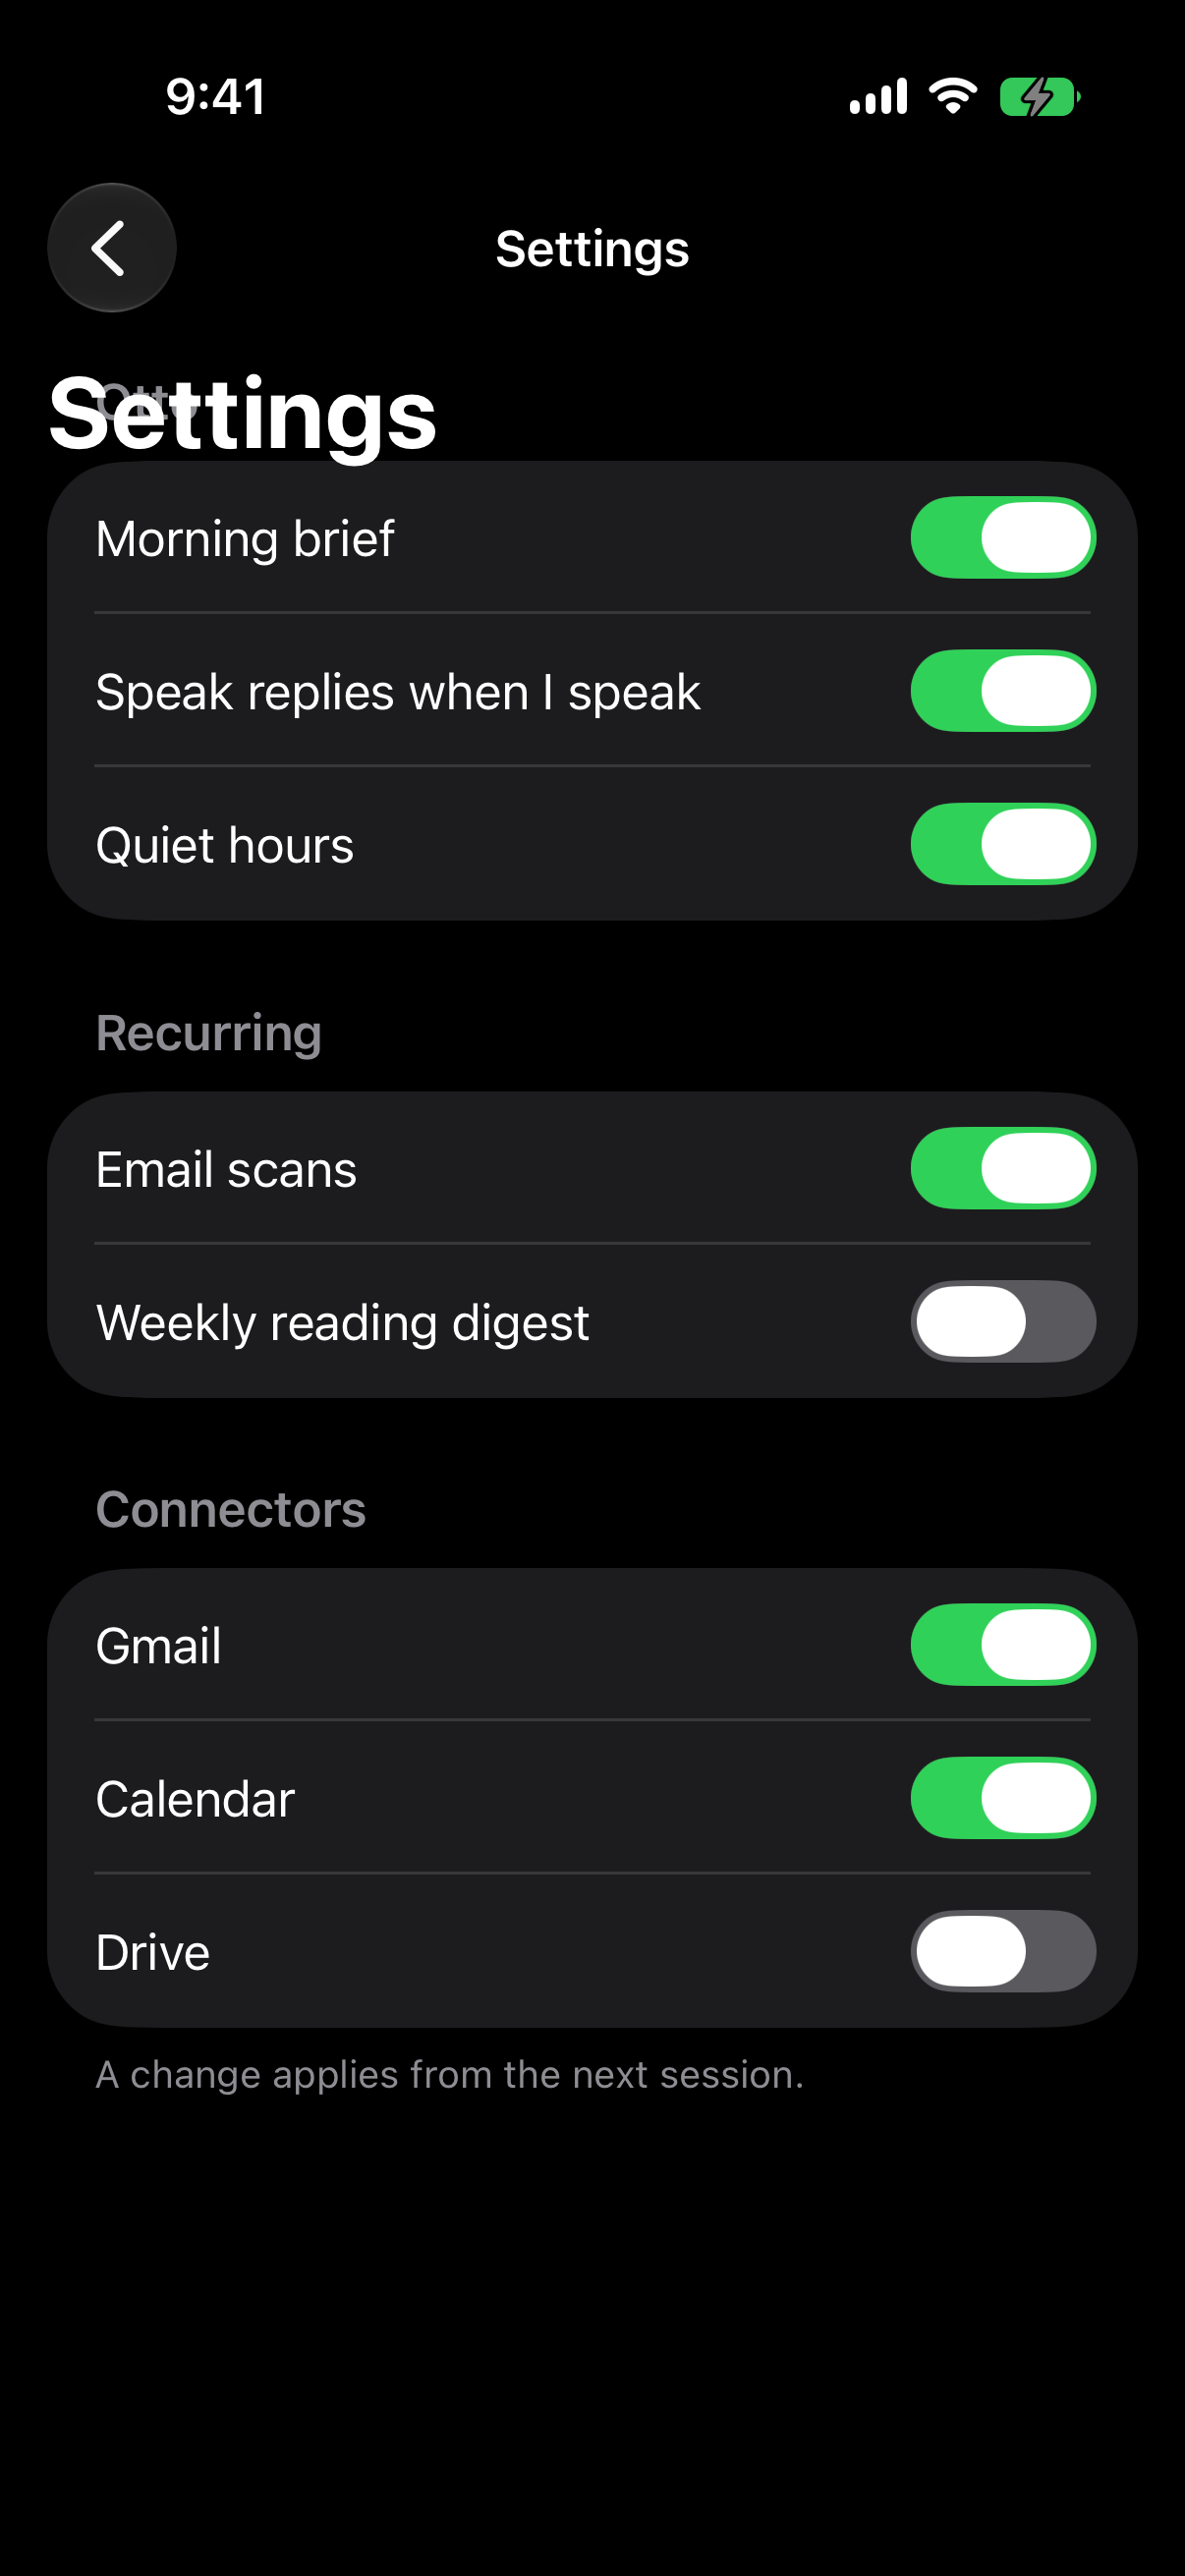 9:41
Settings
Settings
Otto
Morning brief
Speak replies when I speak
Quiet hours
Recurring
Email scans
Weekly reading digest
Connectors
Gmail
Calendar
Drive
A change applies from the next session.